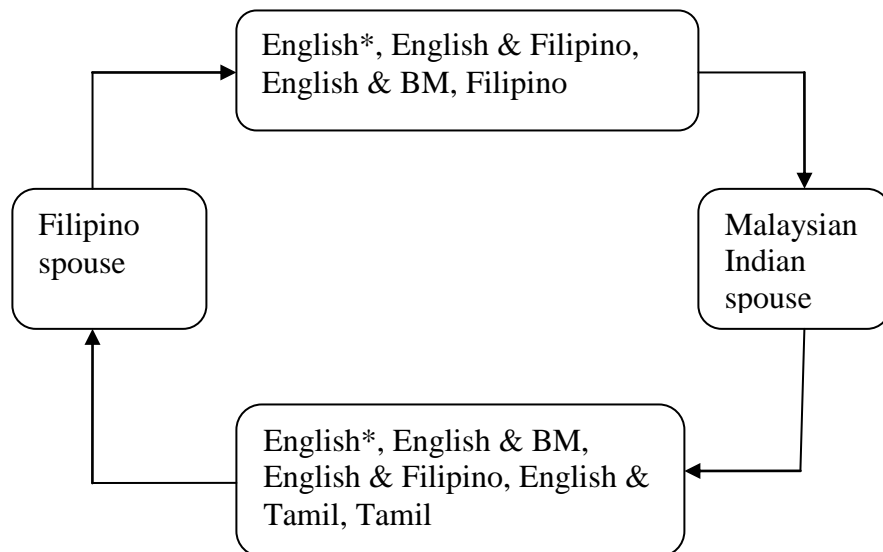 English*, English & Filipino,
English & BM, Filipino
Filipino
spouse
Malaysian
Indian
spouse
English*, English & BM,
English & Filipino, English &
Tamil, Tamil